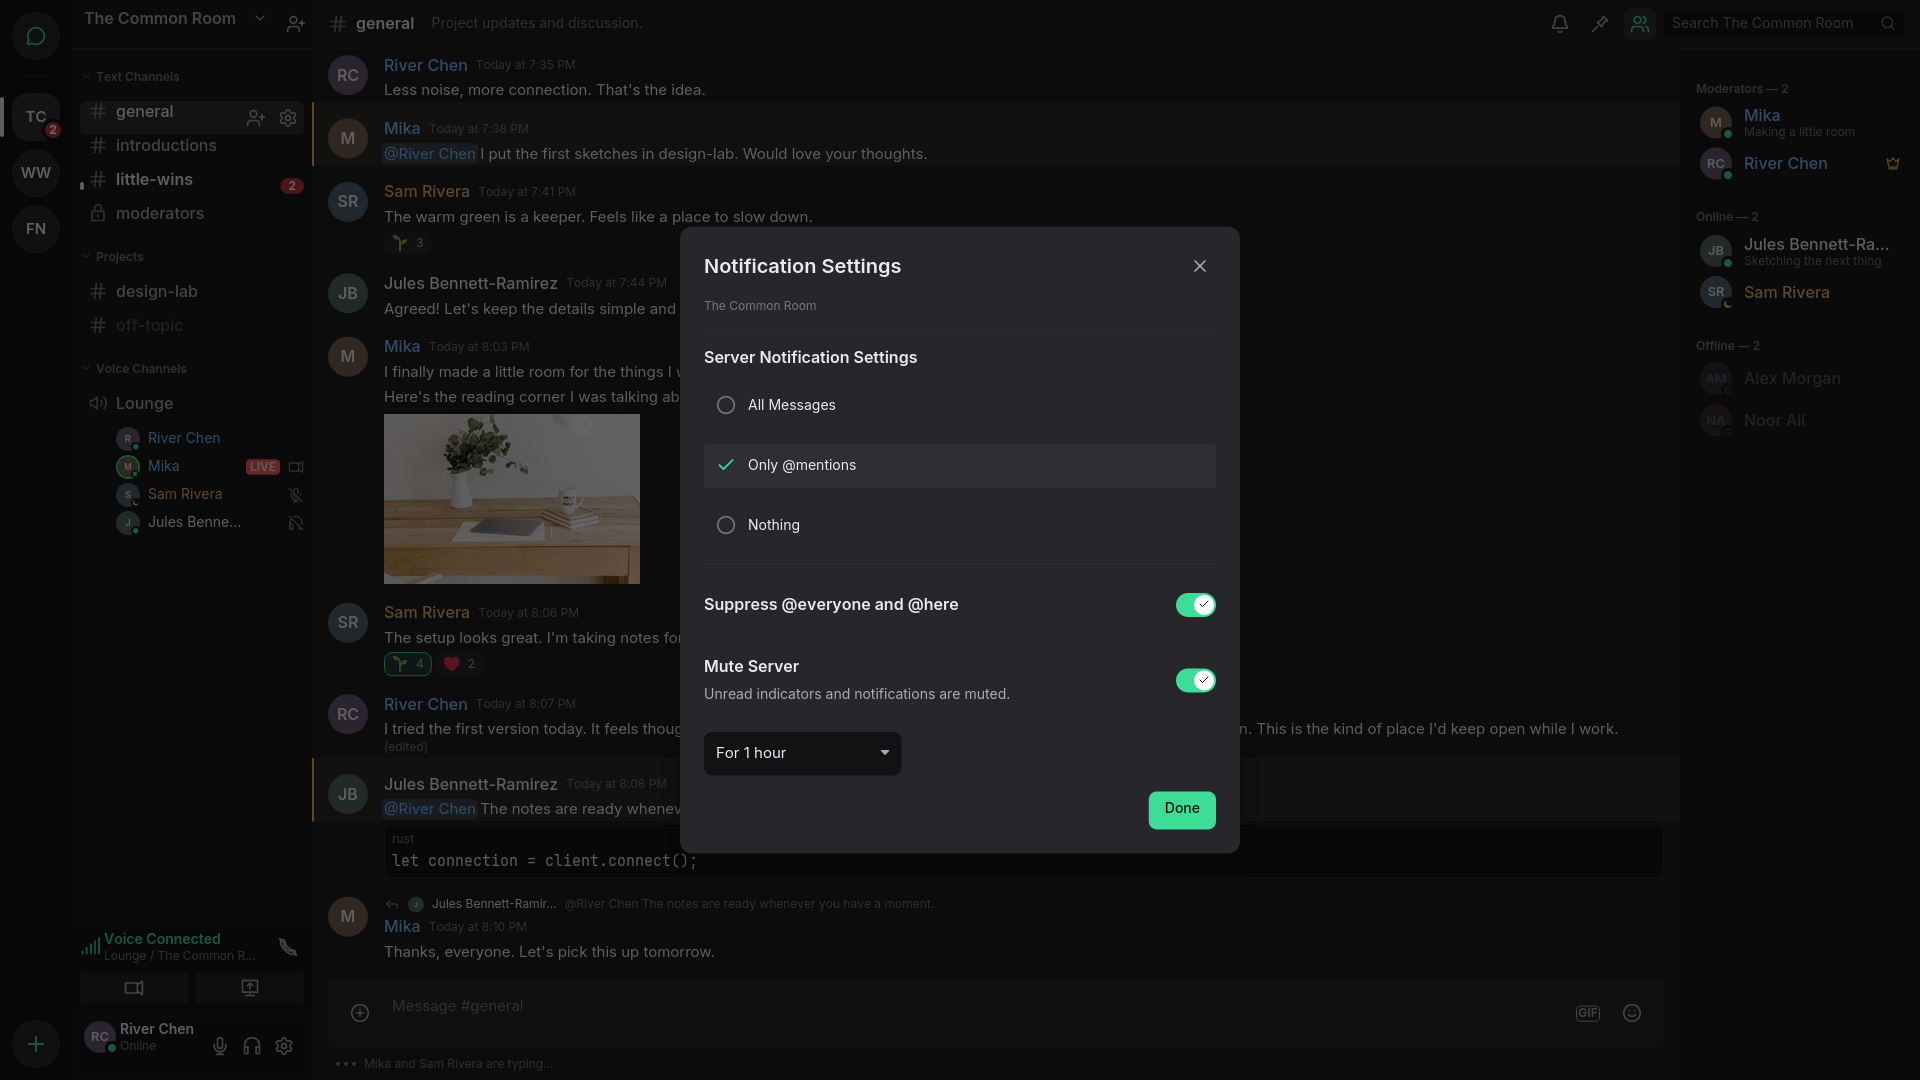 The Common Room
TC
2
WW
FN
Text Channels
general
introductions
little-wins
2
moderators
Projects
design-lab
off-topic
Voice Channels
Lounge
R
River Chen
M
Mika
LIVE
S
Sam Rivera
J
Jules Benne...
Voice Connected
Lounge / The Common R...
RC
River Chen
Online
general
Project updates and discussion.
Search The Common Room
RC
River Chen Today at 7:35 PM
Less noise, more connection. That's the idea.
M
Mika Today at 7:38 PM
@River Chen I put the first sketches in design-lab. Would love your thoughts.
SR
Sam Rivera Today at 7:41 PM
The warm green is a keeper. Feels like a place to slow down.
3
JB
Jules Bennett-Ramirez Today at 7:44 PM
Agreed! Let's keep the details simple and
M
Mika Today at 8:03 PM
I finally made a little room for the things I
Here's the reading corner I was talking
SR
Sam Rivera Today at 8:06 PM
The setup looks great. I'm taking notes for
4
2
RC
River Chen Today at 8:07 PM
I tried the first version today. It feels
This is the kind of place I'd keep open while I work.
(edited)
JB
Jules Bennett-Ramirez Today at 8:08 PM
@River Chen The notes are ready
rust
let connection = client.connect();
J
Jules Bennett-Ramir... @River Chen The notes are ready whenever you have a moment.
M
Mika Today at 8:10 PM
Thanks, everyone. Let's pick this up tomorrow.
Message #general
GIF
Mika and Sam Rivera are typing...
Notification Settings
The Common Room
Server Notification Settings
All Messages
Only @mentions
Nothing
Suppress @everyone and @here
Mute Server
Unread indicators and notifications are muted.
For 1 hour
Done
Moderators — 2
M
Mika
Making a little room
RC
River Chen
Online — 2
JB
Jules Bennett-Ra...
Sketching the next thing
SR
Sam Rivera
Offline — 2
AM
Alex Morgan
NA
Noor Ali